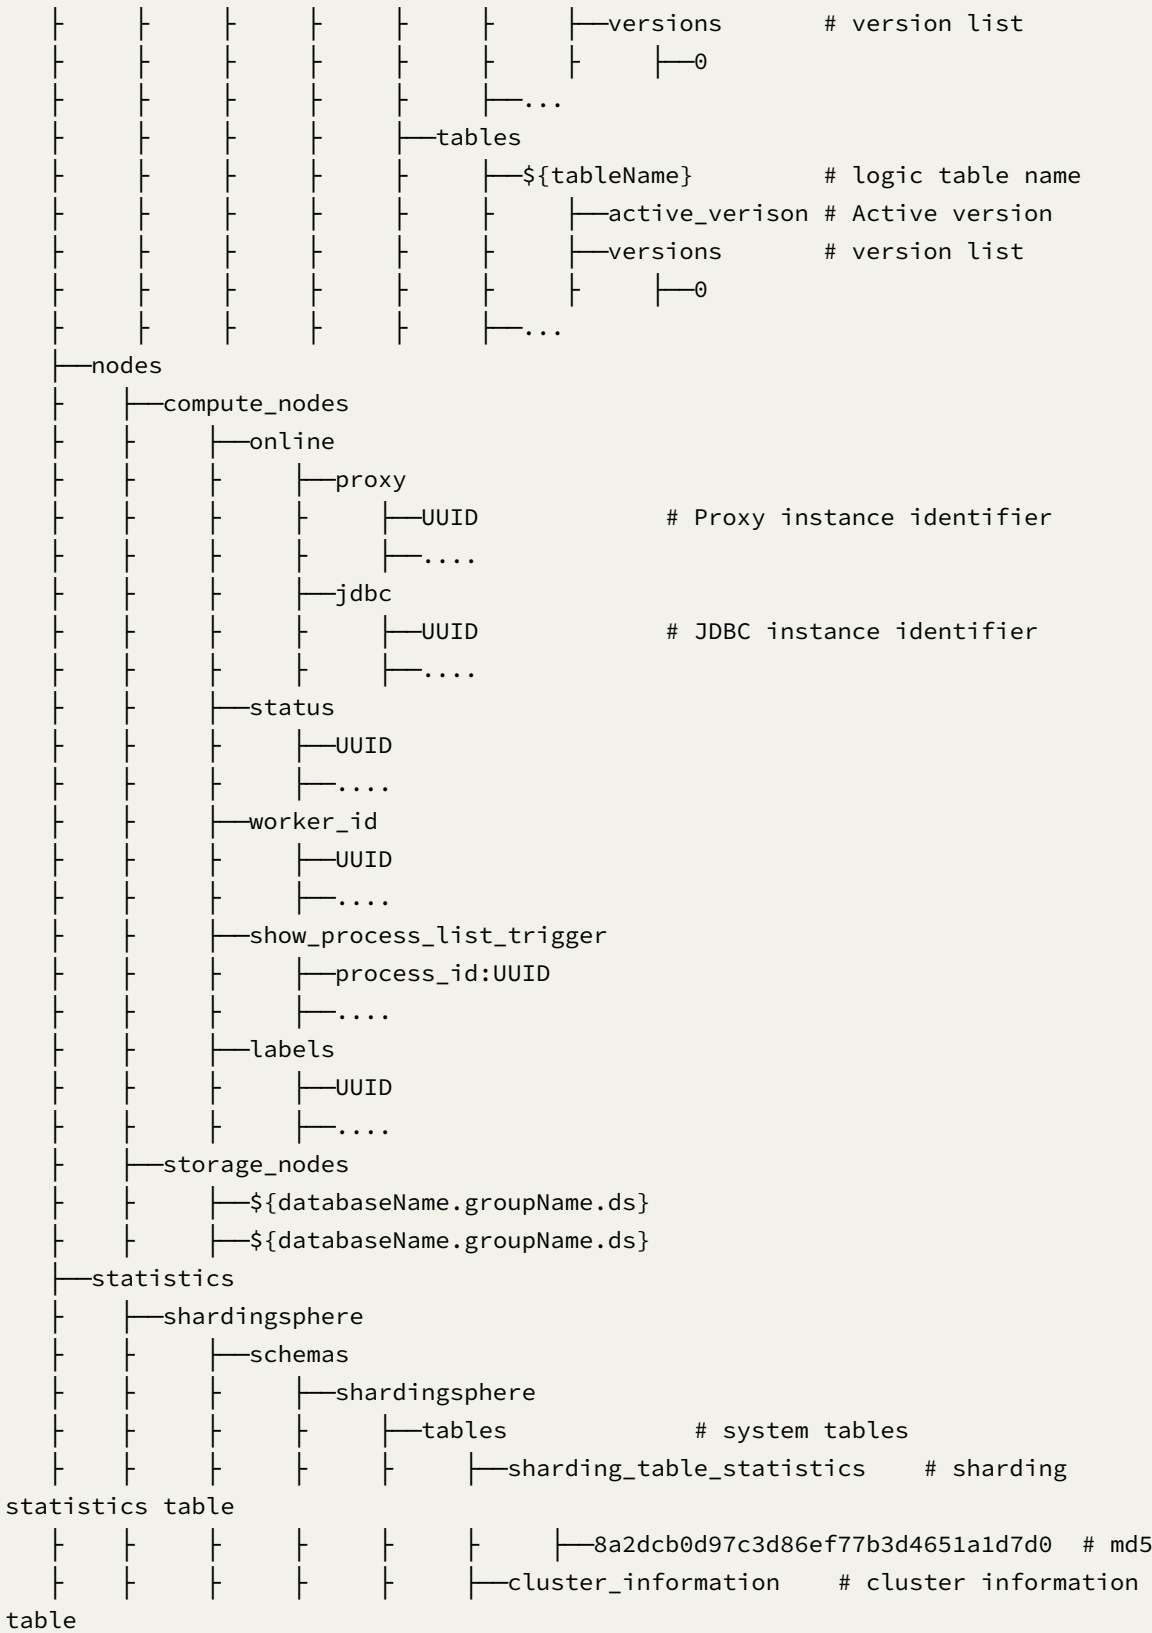 ├      ├      ├      ├      ├      ├      ├──versions       # version list
├      ├      ├      ├      ├      ├      ├      ├──0
├      ├      ├      ├      ├      ├──...
├      ├      ├      ├      ├──tables
├      ├      ├      ├      ├      ├──${tableName}         # logic table name
├      ├      ├      ├      ├      ├      ├──active_verison # Active version
├      ├      ├      ├      ├      ├      ├──versions       # version list
├      ├      ├      ├      ├      ├      ├      ├──0
├      ├      ├      ├      ├      ├──...
├──nodes
├    ├──compute_nodes
├    ├     ├──online
├    ├     ├     ├──proxy
├    ├     ├     ├     ├──UUID             # Proxy instance identifier
├    ├     ├     ├     ├──....
├    ├     ├     ├──jdbc
├    ├     ├     ├     ├──UUID             # JDBC instance identifier
├    ├     ├     ├     ├──....
├    ├     ├──status
├    ├     ├     ├──UUID
├    ├     ├     ├──....
├    ├     ├──worker_id
├    ├     ├     ├──UUID
├    ├     ├     ├──....
├    ├     ├──show_process_list_trigger
├    ├     ├     ├──process_id:UUID
├    ├     ├     ├──....
├    ├     ├──labels
├    ├     ├     ├──UUID
├    ├     ├     ├──....
├    ├──storage_nodes
├    ├     ├──${databaseName.groupName.ds}
├    ├     ├──${databaseName.groupName.ds}
├──statistics
├    ├──shardingsphere
├    ├     ├──schemas
├    ├     ├     ├──shardingsphere
├    ├     ├     ├     ├──tables             # system tables
├    ├     ├     ├     ├     ├──sharding_table_statistics    # sharding
statistics table
├    ├     ├     ├     ├     ├     ├──8a2dcb0d97c3d86ef77b3d4651a1d7d0  # md5
├    ├     ├     ├     ├     ├──cluster_information    # cluster information
table